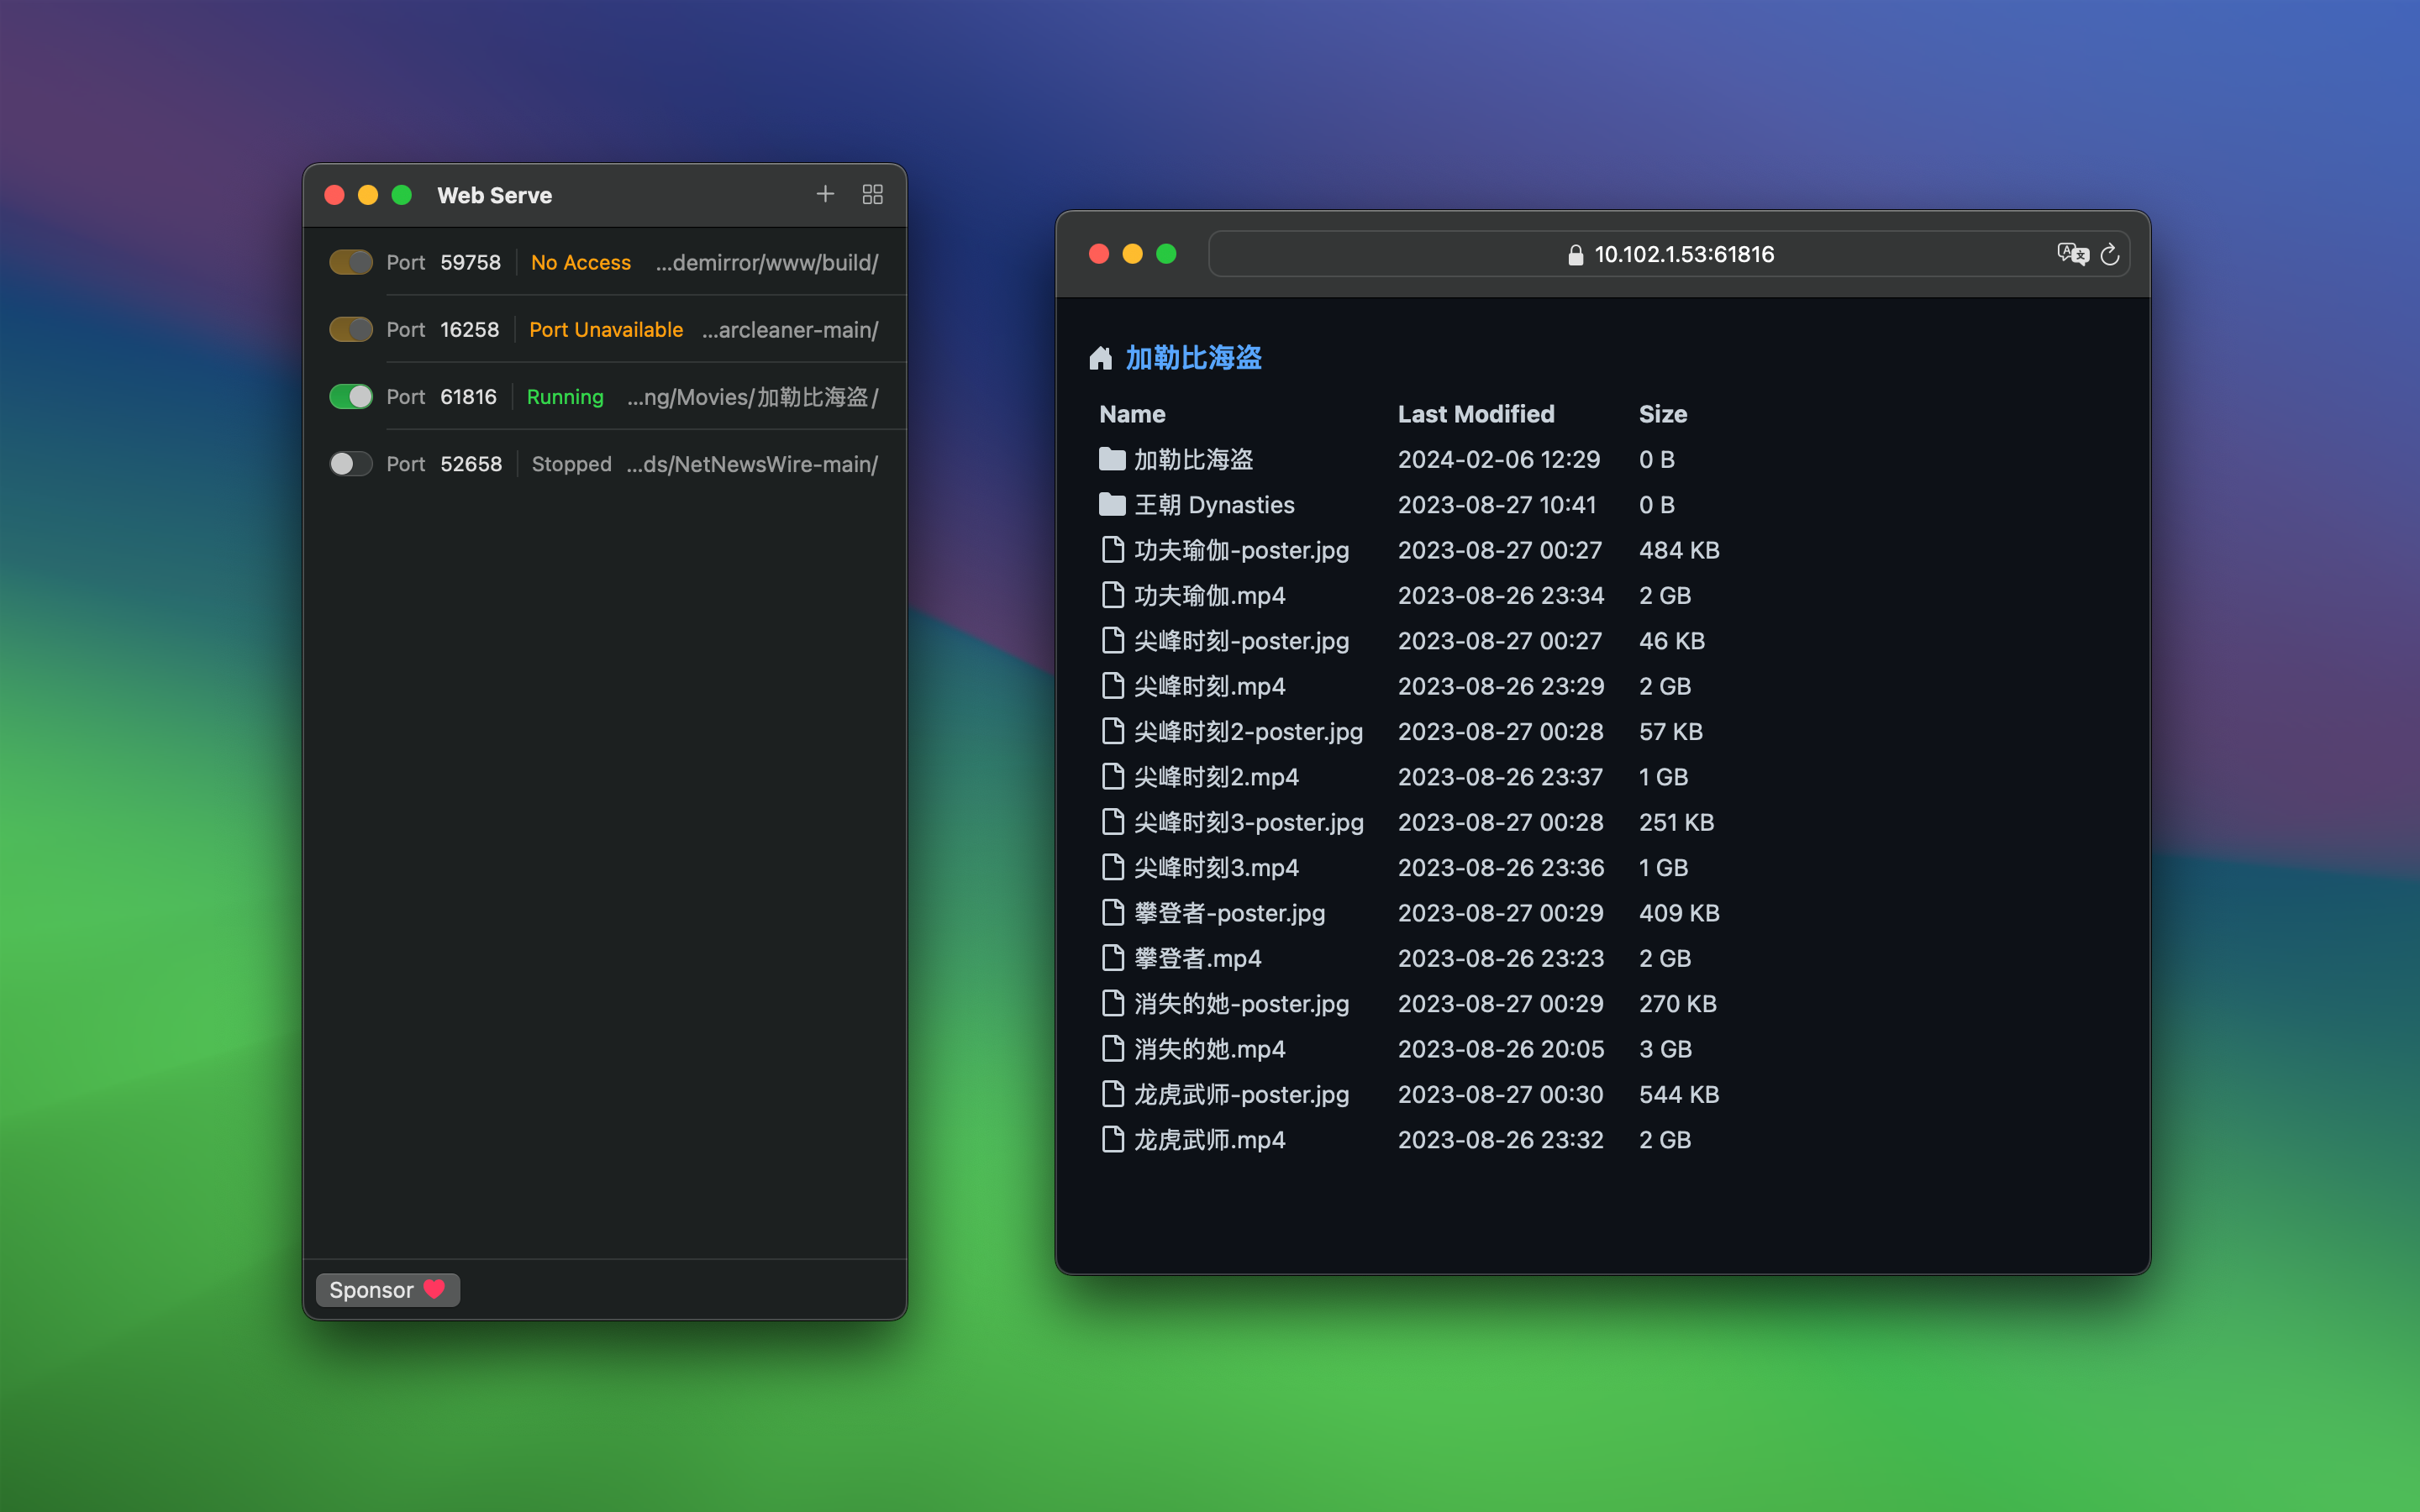 Web Serve
Port 59758 No Access ...demirror/www/build/
Port 16258 Port Unavailable ...arcleaner-main/
Port 61816 Running ...ng/Movies/加勒比海盗/
Port 52658 Stopped ...ds/NetNewsWire-main/
Sponsor
10.102.1.53:61816
加勒比海盗
Name Last Modified Size
加勒比海盗 2024-02-06 12:29 0 B
王朝 Dynasties 2023-08-27 10:41 0 B
功夫瑜伽-poster.jpg 2023-08-27 00:27 484 KB
功夫瑜伽.mp4 2023-08-26 23:34 2 GB
尖峰时刻-poster.jpg 2023-08-27 00:27 46 KB
尖峰时刻.mp4 2023-08-26 23:29 2 GB
尖峰时刻2-poster.jpg 2023-08-27 00:28 57 KB
尖峰时刻2.mp4 2023-08-26 23:37 1 GB
尖峰时刻3-poster.jpg 2023-08-27 00:28 251 KB
尖峰时刻3.mp4 2023-08-26 23:36 1 GB
攀登者-poster.jpg 2023-08-27 00:29 409 KB
攀登者.mp4 2023-08-26 23:23 2 GB
消失的她-poster.jpg 2023-08-27 00:29 270 KB
消失的她.mp4 2023-08-26 20:05 3 GB
龙虎武师-poster.jpg 2023-08-27 00:30 544 KB
龙虎武师.mp4 2023-08-26 23:32 2 GB